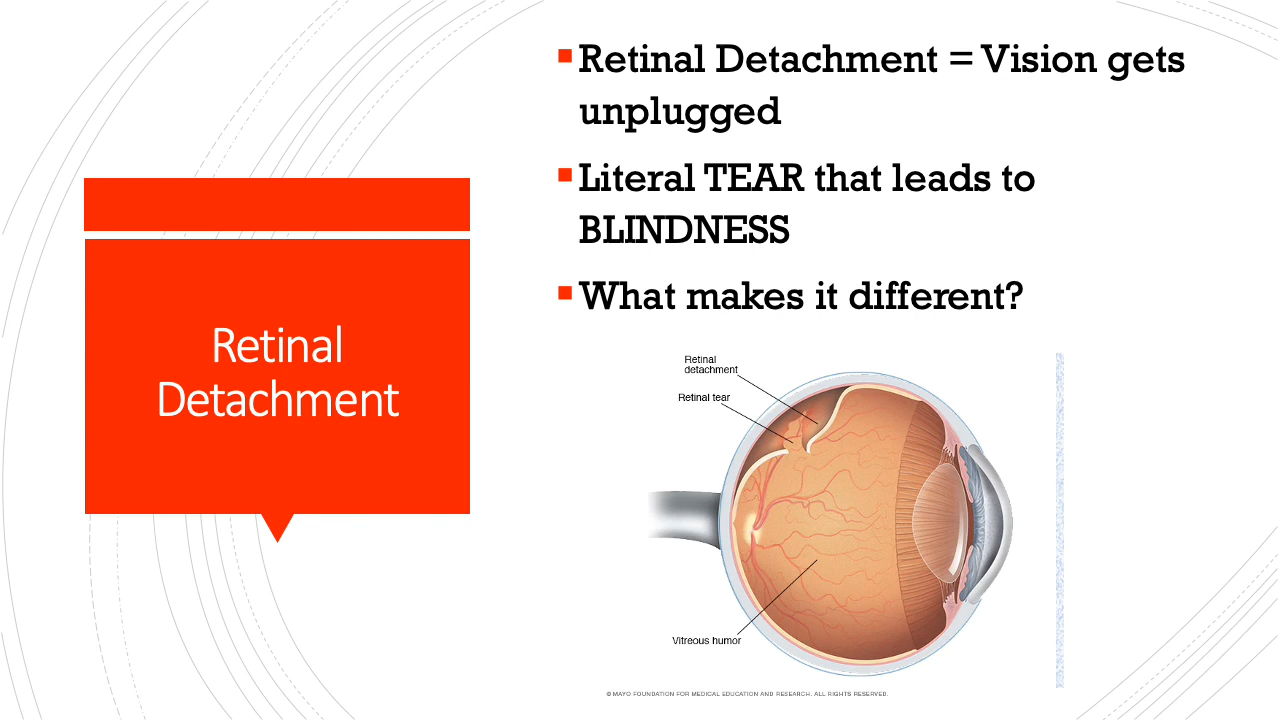 Retinal Detachment = Vision gets
unplugged
Literal TEAR that leads to
BLINDNESS
What makes it different?
Retinal
Detachment
Retinal
detachment
Retinal tear
Vitreous humor
© MAYO FOUNDATION FOR MEDICAL EDUCATION AND RESEARCH. ALL RIGHTS RESERVED.